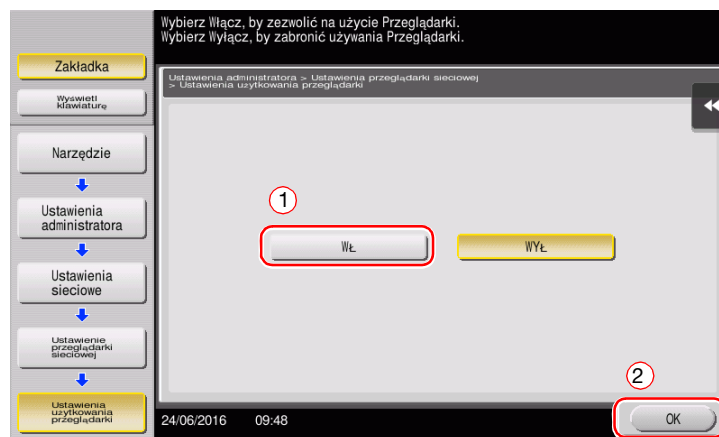 Wybierz Włącz, by zezwolić na użycie Przeglądarki.
Wybierz Wyłącz, by zabronić używania Przeglądarki.
Zakładka
Wyswietl
klawiaturę
Ustawienia administratora > Ustawienia przeglądarki sieciowej
> Ustawienia użytkowania przeglądarki
Narzędzie
Ustawienia
administratora
Ustawienia
sieciowe
Ustawienie
przeglądarki
sieciowej
Ustawienia
użytkowania
przeglądarki
1
WŁ
WYŁ
2
24/06/2016 09:48
OK